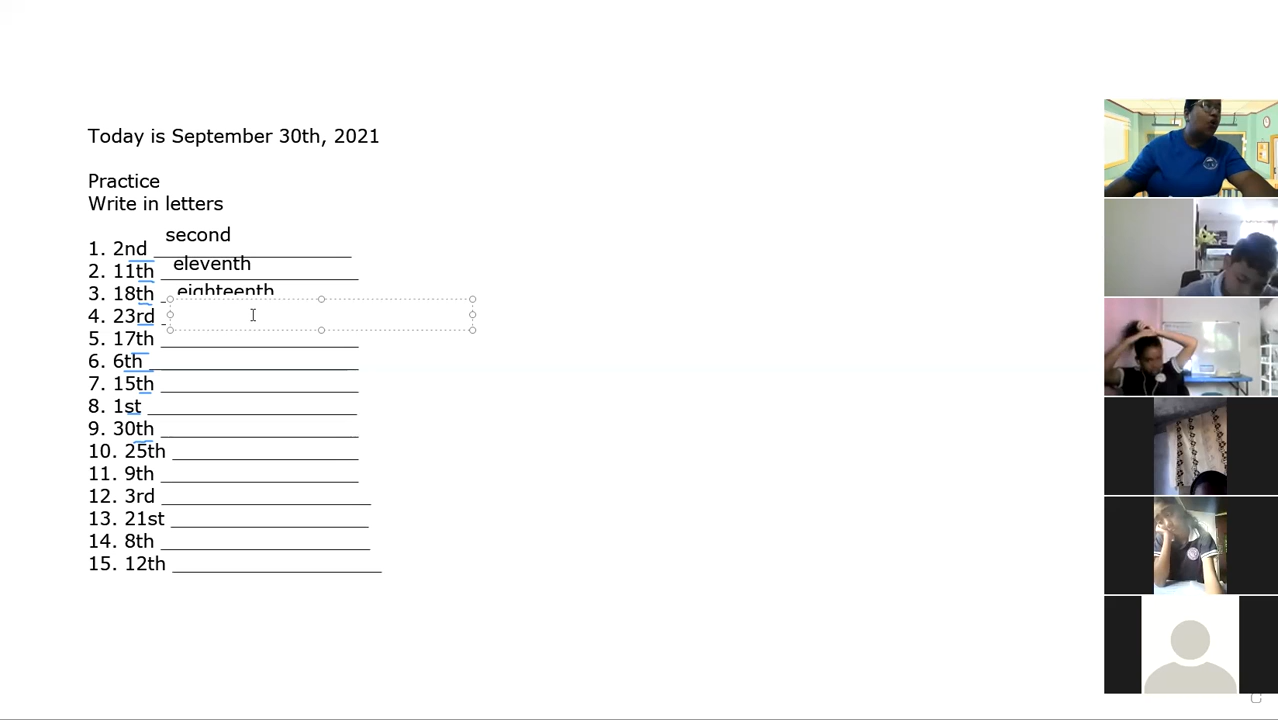 Today is September 30th, 2021
Practice
Write in letters
1. 2nd second
2. 11th eleventh
3. 18th eighteenth
4. 23rd
5. 17th
6. 6th
7. 15th
8. 1st
9. 30th
10. 25th
11. 9th
12. 3rd
13. 21st
14. 8th
15. 12th